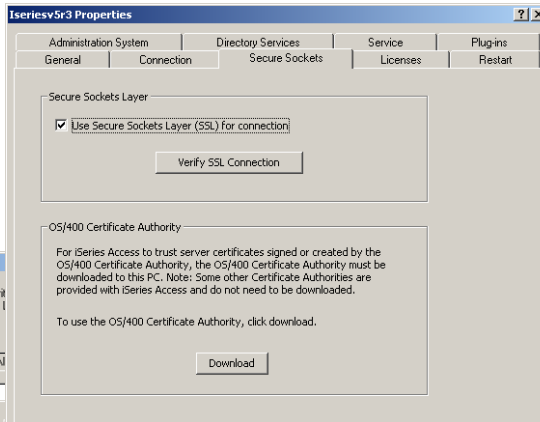 Iseriesv5r3 Properties
Administration System Directory Services Service Plug-ins
General Connection Secure Sockets Licenses Restart
Secure Sockets Layer
Use Secure Sockets Layer (SSL) for connection
Verify SSL Connection
OS/400 Certificate Authority
For iSeries Access to trust server certificates signed or created by the
OS/400 Certificate Authority, the OS/400 Certificate Authority must be
downloaded to this PC. Note: Some other Certificate Authorities are
provided with iSeries Access and do not need to be downloaded.
To use the OS/400 Certificate Authority, click download.
Download